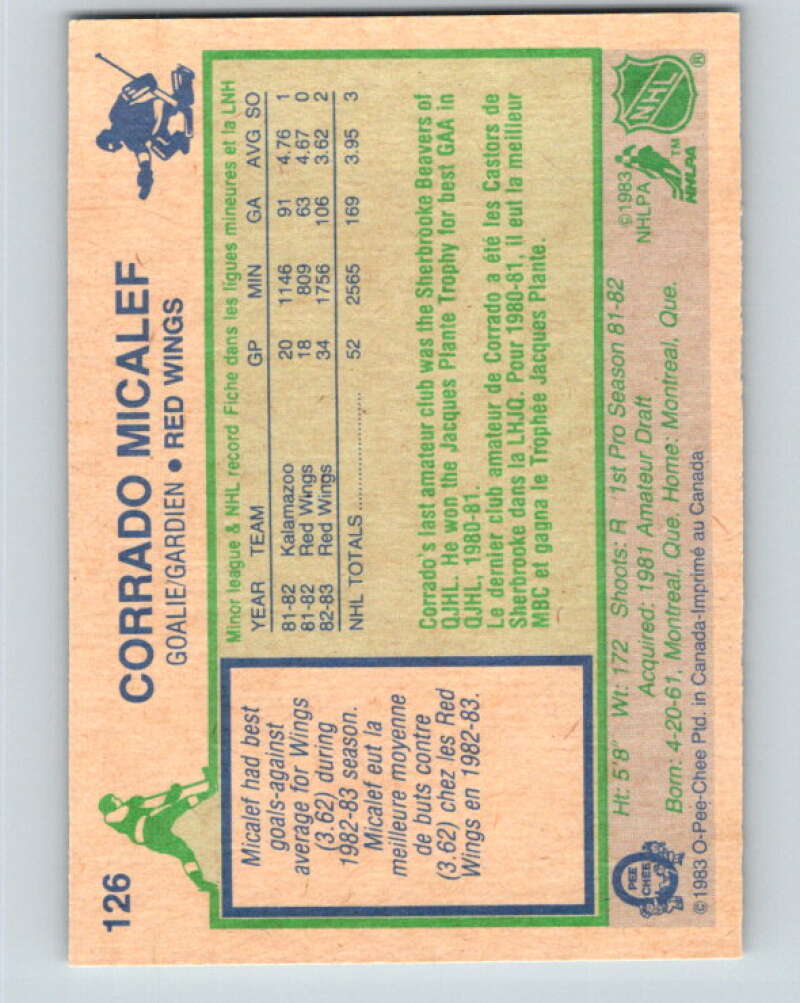 126
CORRADO MICALEF
GOALIE/GARDIEN • RED WINGS
Micalef had best
goals-against
average for Wings
(3.62) during
1982-83 season.
Micalef eut la
meilleure moyenne
de buts contre
(3.62) chez les Red
Wings en 1982-83.
Minor league & NHL record Fiche dans les ligues mineures et la LNH
YEAR TEAM GP MIN GA AVG SO
81-82 Kalamazoo 20 1146 91 4.76 1
81-82 Red Wings 18 809 63 4.67 0
82-83 Red Wings 34 1756 106 3.62 2
NHL TOTALS .................. 52 2565 169 3.95 3
Corrado's last amateur club was the Sherbrooke Beavers of
QJHL. He won the Jacques Plante Trophy for best GAA in
QJHL, 1980-81.
Le dernier club amateur de Corrado a été les Castors de
Sherbrooke dans la LHJQ. Pour 1980-81, il eut la meilleur
MBC et gagna le Trophée Jacques Plante.
Ht: 5'8" Wt: 172 Shoots: R 1st Pro Season 81-82
Acquired: 1981 Amateur Draft
Born: 4-20-61, Montreal, Que. Home: Montreal, Que.
©1983 O-Pee-Chee Ptd. in Canada-Imprimé au Canada
O
PEE
CHEE
©1983
NHLPA
NHLPA
TM
NHL
®